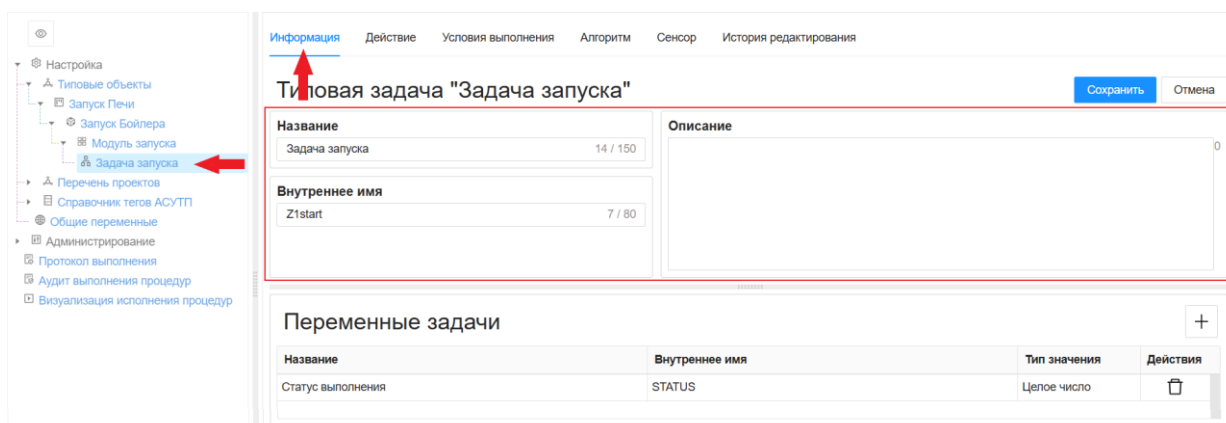 Настройка
Типовые объекты
Запуск Печи
Запуск Бойлера
Модуль запуска
Задача запуска
Перечень проектов
Справочник тегов АСУТП
Общие переменные
Администрирование
Протокол выполнения
Аудит выполнения процедур
Визуализация исполнения процедур
Информация Действие Условия выполнения Алгоритм Сенсор История редактирования
Типовая задача "Задача запуска" Сохранить Отмена
Название Описание
Задача запуска 14 / 150 0
Внутреннее имя
Z1start 7 / 80
Переменные задачи
Название Внутреннее имя Тип значения Действия
Статус выполнения STATUS Целое число